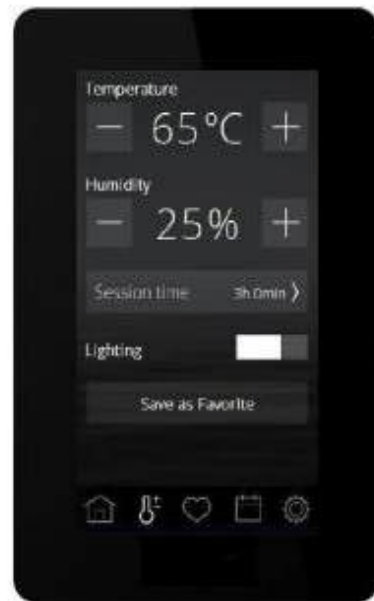 Temperature
− 65°C +
Humidity
− 25% +
Session time 3h 0min 〉
Lighting
Save as Favorite